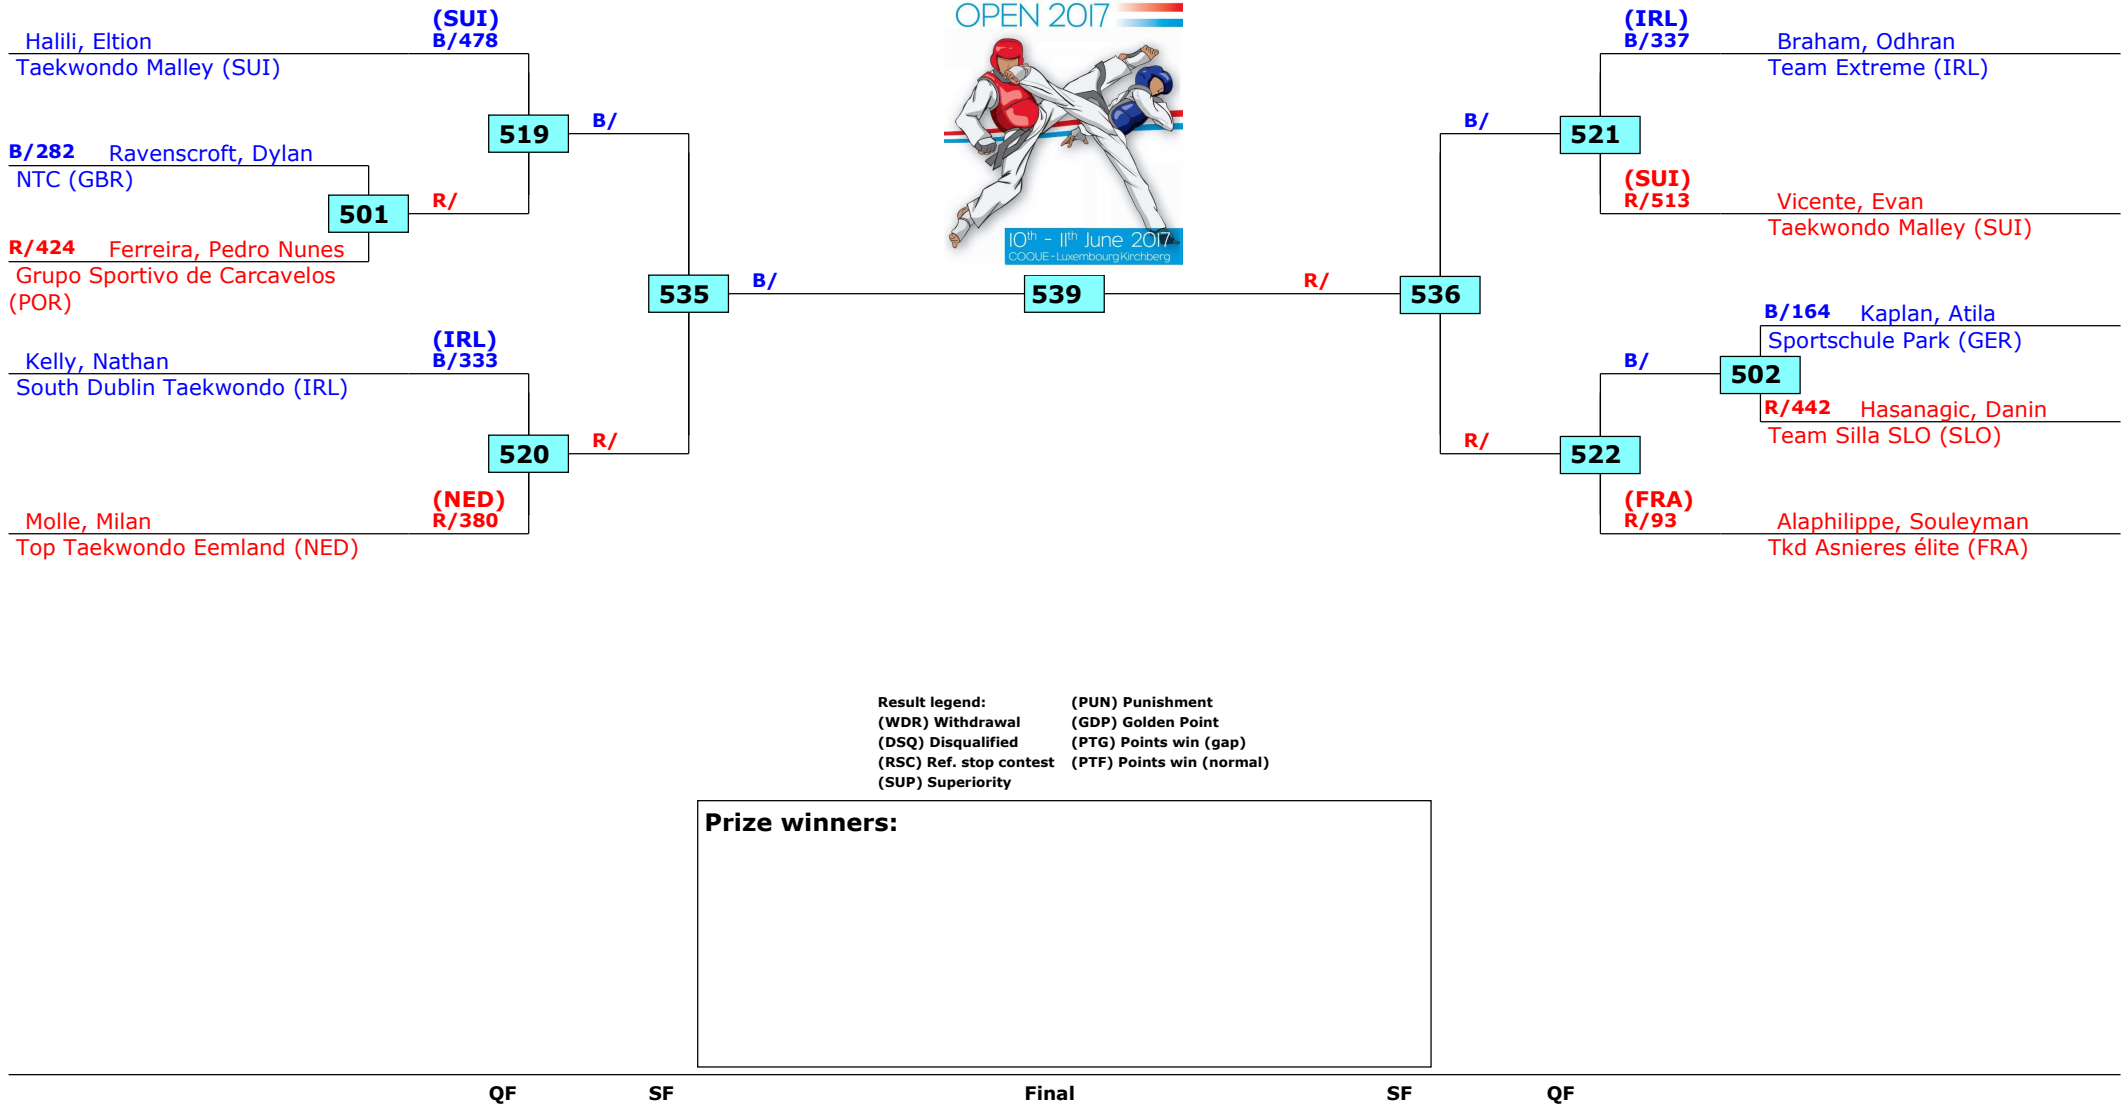 OPEN 2017
10th - 11th June 2017
COQUE - Luxembourg Kirchberg
(SUI)
B/478
Halili, Eltion
Taekwondo Malley (SUI)
519
B/
B/282 Ravenscroft, Dylan
NTC (GBR)
501
R/
R/424 Ferreira, Pedro Nunes
Grupo Sportivo de Carcavelos
(POR)
535
B/
(IRL)
B/333
Kelly, Nathan
South Dublin Taekwondo (IRL)
520
R/
(NED)
R/380
Molle, Milan
Top Taekwondo Eemland (NED)
539
(IRL)
B/337
Braham, Odhran
Team Extreme (IRL)
B/
521
(SUI)
R/513
Vicente, Evan
Taekwondo Malley (SUI)
R/
536
B/164 Kaplan, Atila
Sportschule Park (GER)
B/
502
R/442 Hasanagic, Danin
Team Silla SLO (SLO)
R/
522
(FRA)
R/93
Alaphilippe, Souleyman
Tkd Asnieres élite (FRA)
Result legend: (PUN) Punishment
(WDR) Withdrawal (GDP) Golden Point
(DSQ) Disqualified (PTG) Points win (gap)
(RSC) Ref. stop contest (PTF) Points win (normal)
(SUP) Superiority
Prize winners:
QF SF Final SF QF